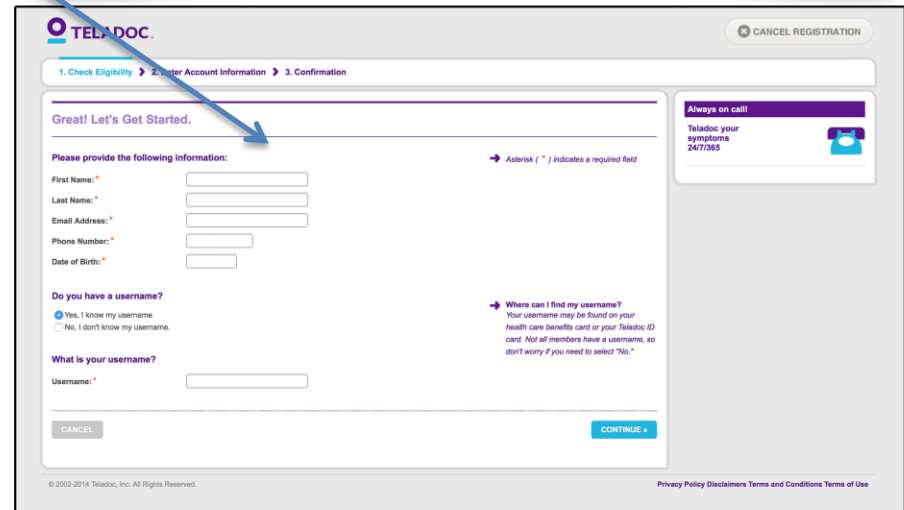 TELADOC
CANCEL REGISTRATION
1. Check Eligibility 2. Enter Account Information 3. Confirmation
Great! Let's Get Started.
Always on call!
Teladoc your
symptoms
24/7/365
Please provide the following information:
Asterisk ( * ) indicates a required field
First Name: *
Last Name: *
Email Address: *
Phone Number: *
Date of Birth: *
Do you have a username?
Yes, I know my username
No, I don't know my username.
Where can I find my username?
Your username may be found on your
health care benefits card or your Teladoc ID
card. Not all members have a username, so
don't worry if you need to select "No."
What is your username?
Username: *
CANCEL
CONTINUE »
© 2002-2014 Teladoc, Inc. All Rights Reserved.
Privacy Policy Disclaimers Terms and Conditions Terms of Use